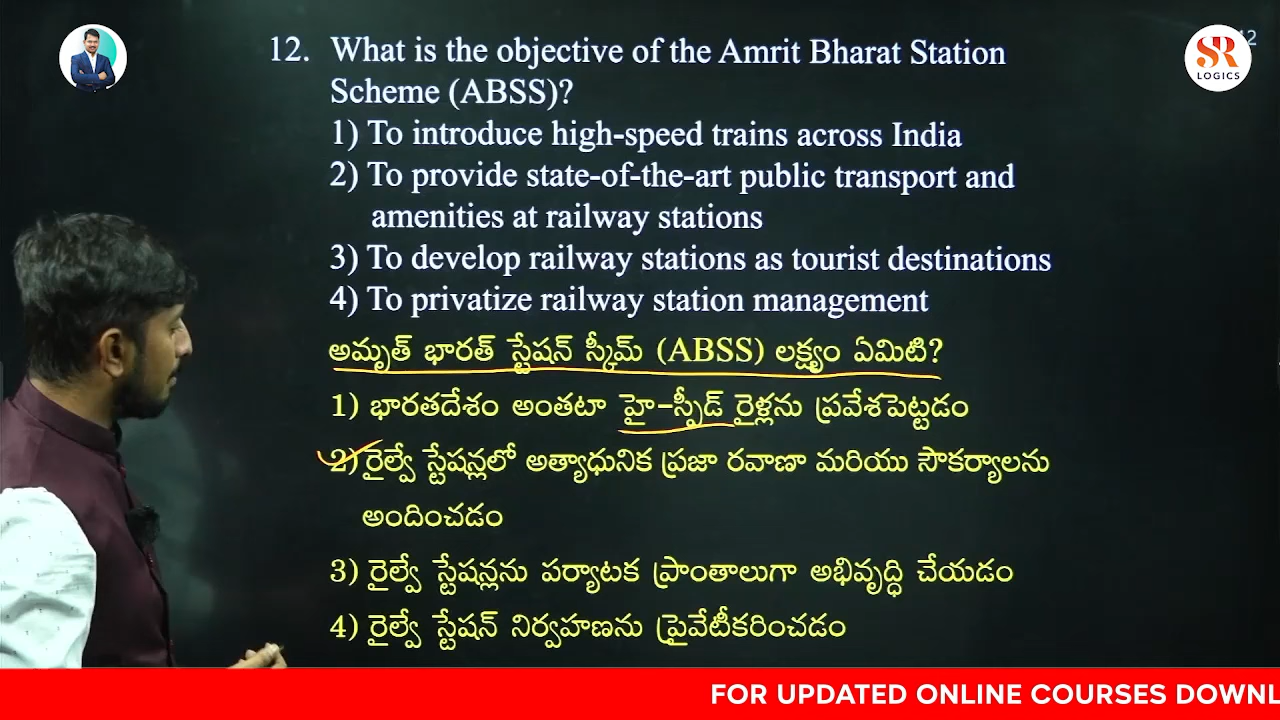 12. What is the objective of the Amrit Bharat Station
Scheme (ABSS)?
1) To introduce high-speed trains across India
2) To provide state-of-the-art public transport and
amenities at railway stations
3) To develop railway stations as tourist destinations
4) To privatize railway station management
అమృత్ భారత్ స్టేషన్ స్కీమ్ (ABSS) లక్ష్యం ఏమిటి?
1) భారతదేశం అంతటా హై-స్పీడ్ రైళ్లను ప్రవేశపెట్టడం
2) రైల్వే స్టేషన్లలో అత్యాధునిక ప్రజా రవాణా మరియు సౌకర్యాలను
అందించడం
3) రైల్వే స్టేషన్లను పర్యాటక ప్రాంతాలుగా అభివృద్ధి చేయడం
4) రైల్వే స్టేషన్ నిర్వహణను ప్రైవేటీకరించడం
SR
LOGICS
FOR UPDATED ONLINE COURSES DOWNL